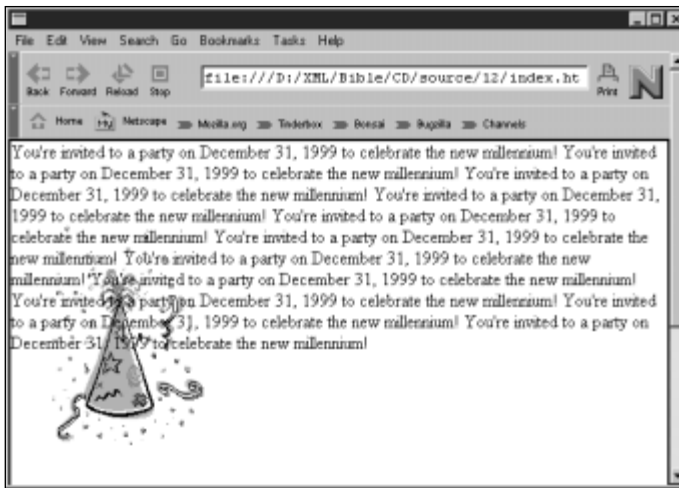 File Edit View Search Go Bookmarks Tasks Help
Back Forward Reload Stop
file:///D:/XML/Bible/CD/source/12/index.ht
Print
N
Home My Netscape Mozilla.org Tinderbox Bonsai Bugzilla Channels
You're invited to a party on December 31, 1999 to celebrate the new millennium! You're invited
to a party on December 31, 1999 to celebrate the new millennium! You're invited to a party on
December 31, 1999 to celebrate the new millennium! You're invited to a party on December 31,
1999 to celebrate the new millennium! You're invited to a party on December 31, 1999 to
celebrate the new millennium! You're invited to a party on December 31, 1999 to celebrate the
new millennium! You're invited to a party on December 31, 1999 to celebrate the new
millennium! You're invited to a party on December 31, 1999 to celebrate the new millennium!
You're invited to a party on December 31, 1999 to celebrate the new millennium! You're invited
to a party on December 31, 1999 to celebrate the new millennium! You're invited to a party on
December 31, 1999 to celebrate the new millennium!